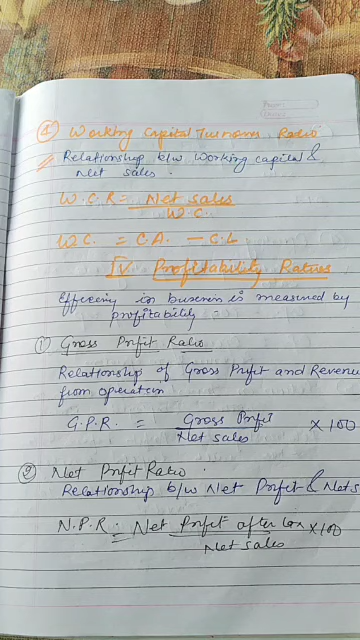 ④ Working Capital Turnover Ratio
Relationship b/w Working capital &
Net sales.
W.C.R = Net sales
W.C.
W.C. = C.A. - C.L
IV Profitability Ratios
Efficiency in business is measured by
profitability
① Gross Profit Ratio
Relationship of Gross Profit and Revenue
from operation
G.P.R. = Gross Profit × 100
Net sales
② Net Profit Ratio.
Relationship b/w Net Profit & Net s
N.P.R. = Net Profit after tax × 100
Net sales